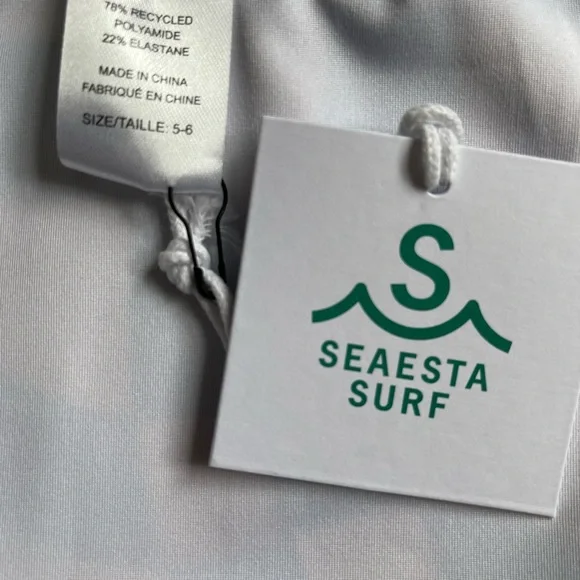 78% RECYCLED
POLYAMIDE
22% ELASTANE
MADE IN CHINA
FABRIQUÉ EN CHINE
SIZE/TAILLE: 5-6
S
SEAESTA
SURF